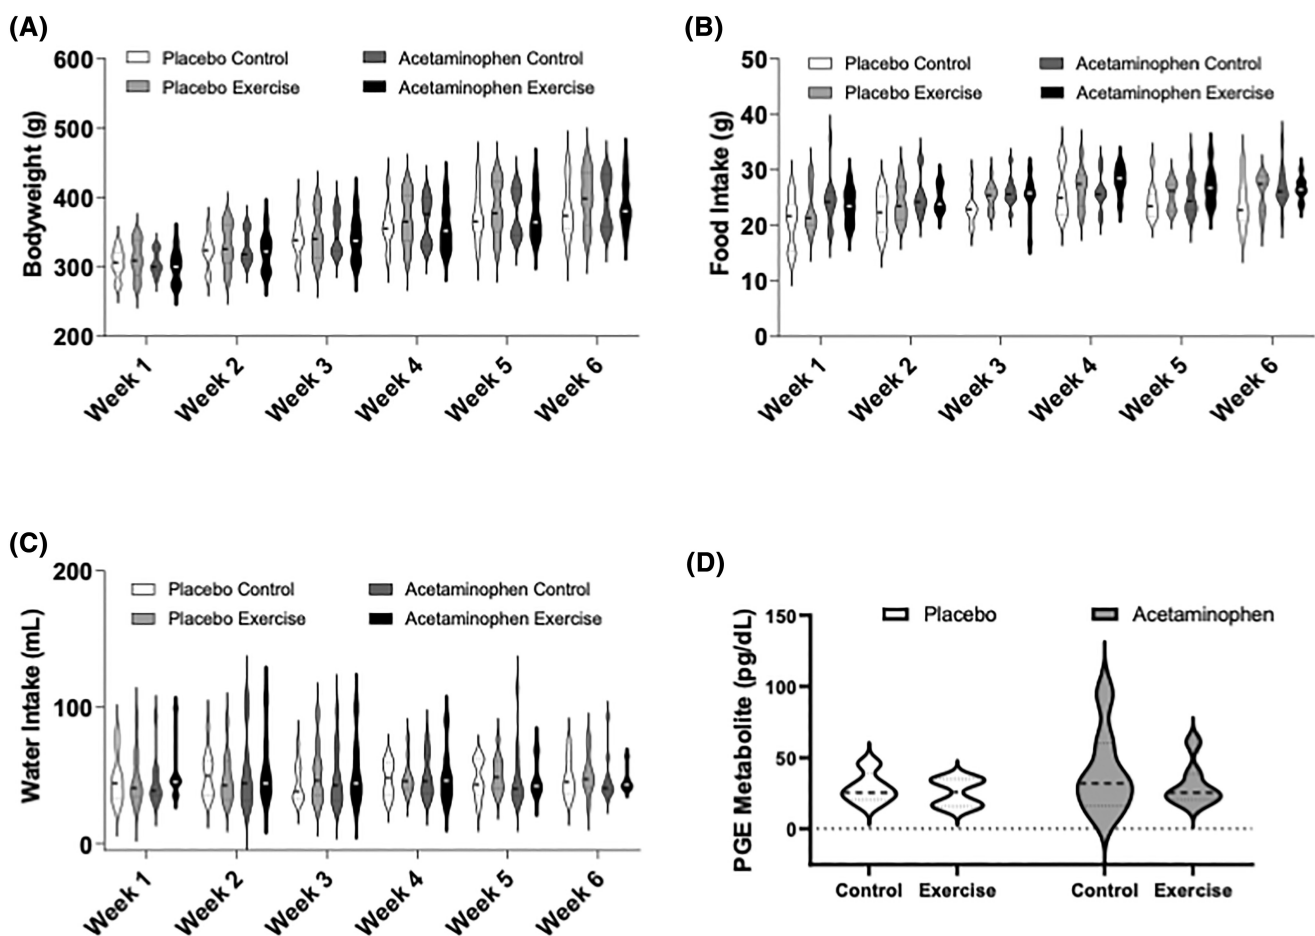 (A)
Bodyweight (g)
600
500
400
300
200
Placebo Control
Placebo Exercise
Acetaminophen Control
Acetaminophen Exercise
Week 1
Week 2
Week 3
Week 4
Week 5
Week 6
(B)
Food Intake (g)
50
40
30
20
10
0
Placebo Control
Placebo Exercise
Acetaminophen Control
Acetaminophen Exercise
Week 1
Week 2
Week 3
Week 4
Week 5
Week 6
(C)
Water Intake (mL)
200
100
0
Placebo Control
Placebo Exercise
Acetaminophen Control
Acetaminophen Exercise
Week 1
Week 2
Week 3
Week 4
Week 5
Week 6
(D)
PGE Metabolite (pg/dL)
150
100
50
0
Placebo
Acetaminophen
Control
Exercise
Control
Exercise